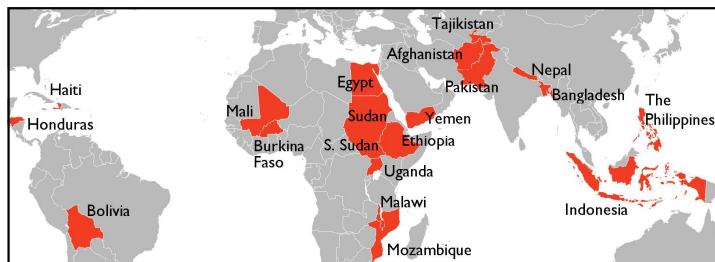 Tajikistan
Afghanistan
Nepal
Haiti
Egypt
Pakistan
Bangladesh
The
Philippines
Mali
Honduras
Sudan
Yemen
Burkina
Faso
S. Sudan
Ethiopia
Uganda
Malawi
Bolivia
Indonesia
Mozambique